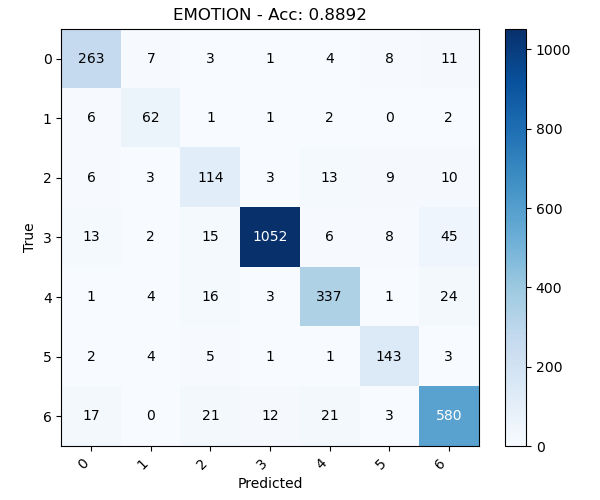 EMOTION - Acc: 0.8892
True
0 263 7 3 1 4 8 11
1 6 62 1 1 2 0 2
2 6 3 114 3 13 9 10
3 13 2 15 1052 6 8 45
4 1 4 16 3 337 1 24
5 2 4 5 1 1 143 3
6 17 0 21 12 21 3 580
0 1 2 3 4 5 6
Predicted
1000
800
600
400
200
0